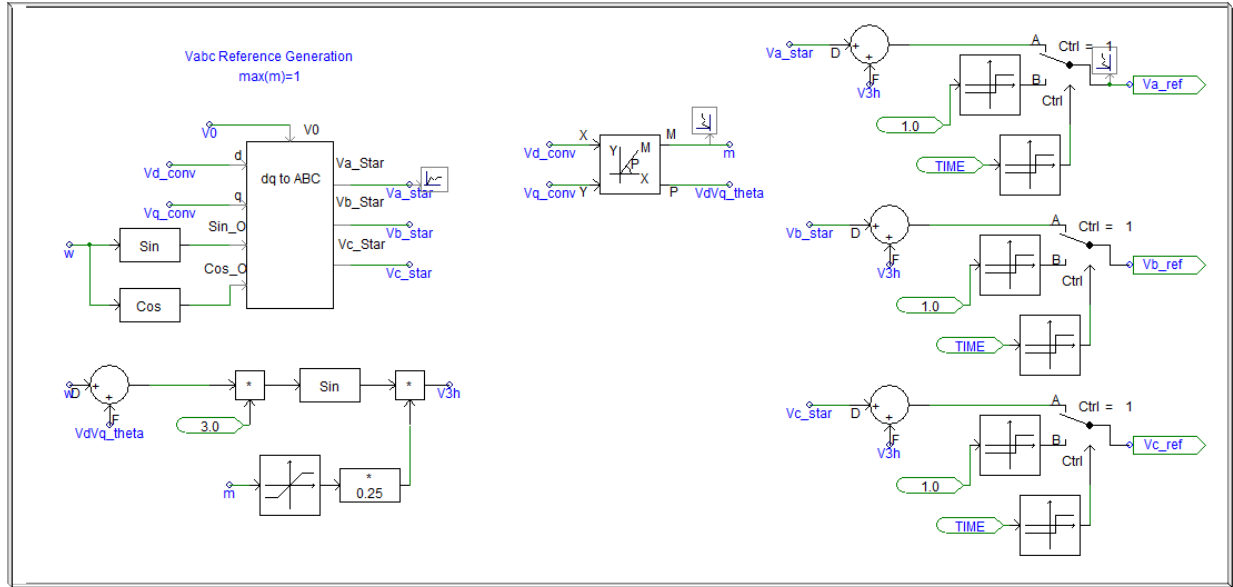 Vabc Reference Generation
max(m)=1
V0
V0
d
Vd_conv
dq to ABC
Va_Star
Va_star
q
Vq_conv
Vb_Star
Vb_star
Sin_O
w
Sin
Vc_Star
Vc_star
Cos_O
Cos
X
Vd_conv
Y
M
P
X
M
m
Vq_conv
Y
P
VdVq_theta
w
D
+
+
F
VdVq_theta
*
3.0
Sin
*
V3h
m
*
0.25
Va_star
D
+
+
F
V3h
A
Ctrl = 1
B
Ctrl
1.0
TIME
Va_ref
Vb_star
D
+
+
F
V3h
A
Ctrl = 1
B
Ctrl
1.0
TIME
Vb_ref
Vc_star
D
+
+
F
V3h
A
Ctrl = 1
B
Ctrl
1.0
TIME
Vc_ref